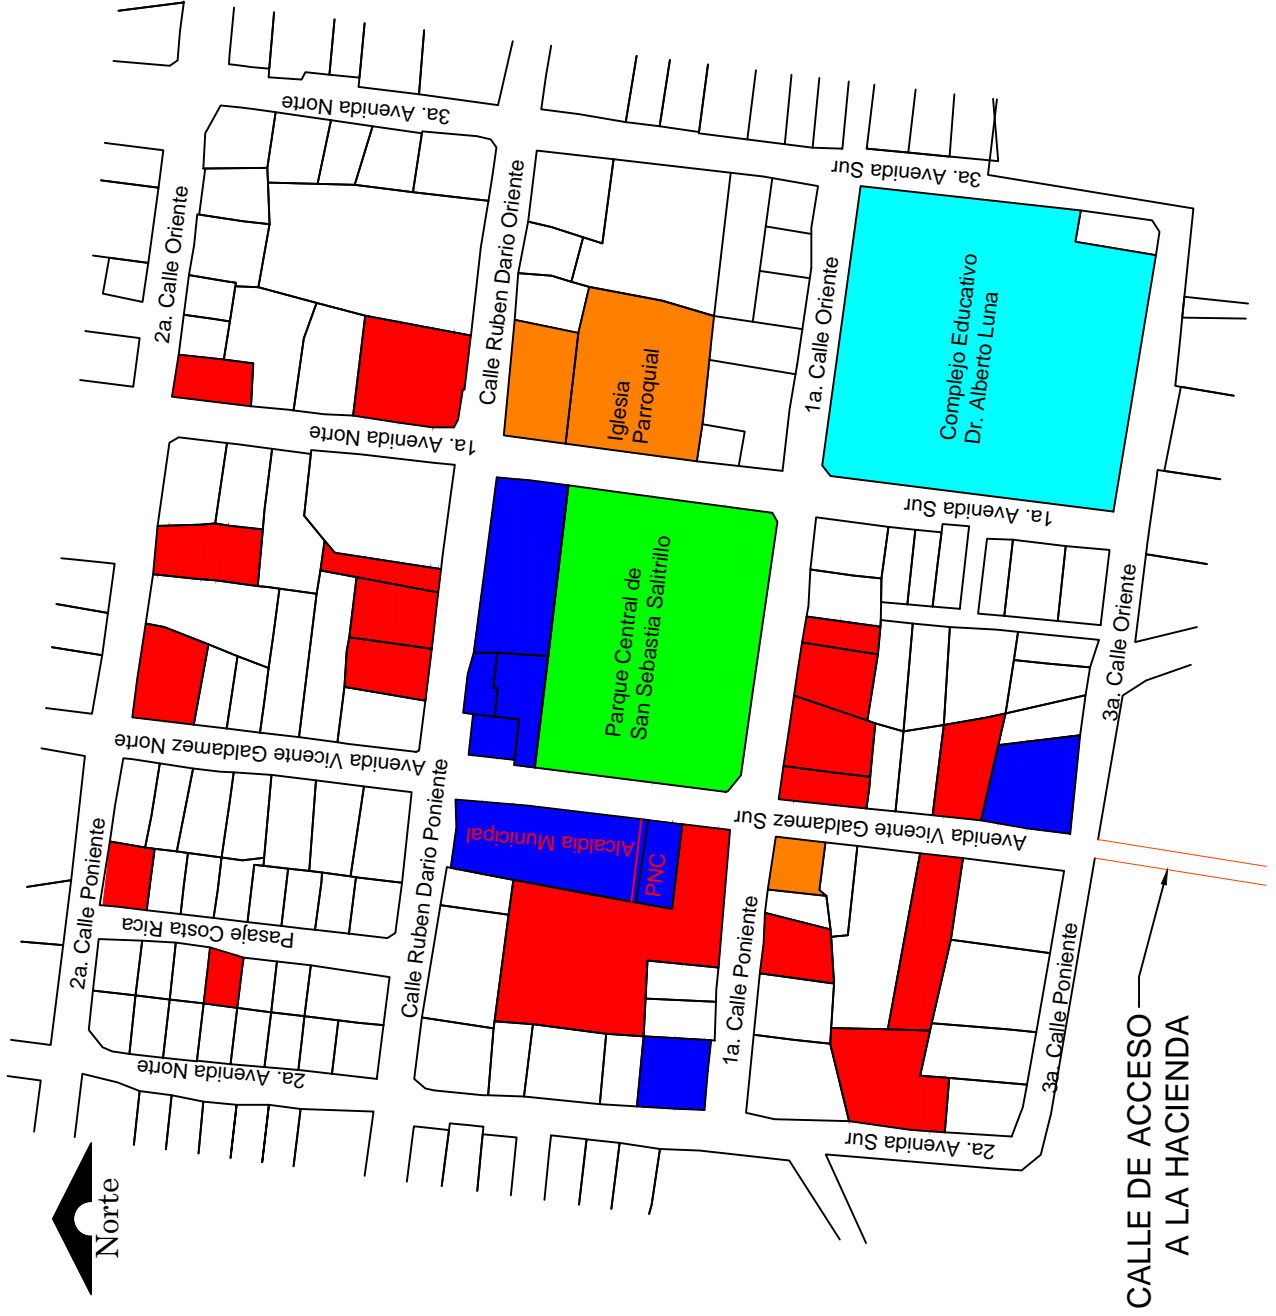 3a. Avenida Norte
2a. Calle Oriente
Calle Ruben Dario Oriente
3a. Avenida Sur
1a. Calle Oriente
Complejo Educativo
Dr. Alberto Luna
Iglesia
Parroquial
1a. Avenida Norte
1a. Avenida Sur
Parque Central de
San Sebastia Salitrillo
3a. Calle Oriente
Avenida Vicente Galdamez Norte
Avenida Vicente Galdamez Sur
Calle Ruben Dario Poniente
Alcaldia Municipal
PNC
2a. Calle Poniente
Pasaje Costa Rica
1a. Calle Poniente
3a. Calle Poniente
2a. Avenida Norte
2a. Avenida Sur
Norte
CALLE DE ACCESO
A LA HACIENDA